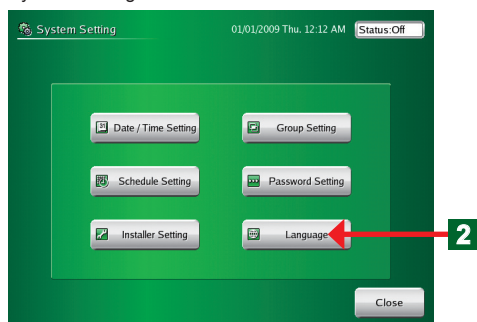 System Setting 01/01/2009 Thu. 12:12 AM Status:Off
Date / Time Setting Group Setting
Schedule Setting Password Setting
Installer Setting Language
2
Close